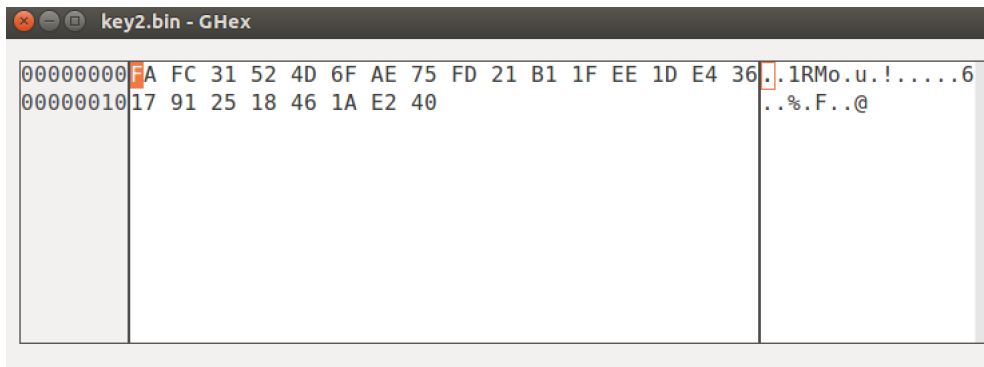 key2.bin - GHex
00000000 FA FC 31 52 4D 6F AE 75 FD 21 B1 1F EE 1D E4 36 ..1RMo.u.!.....6
00000010 17 91 25 18 46 1A E2 40 ..%.F..@